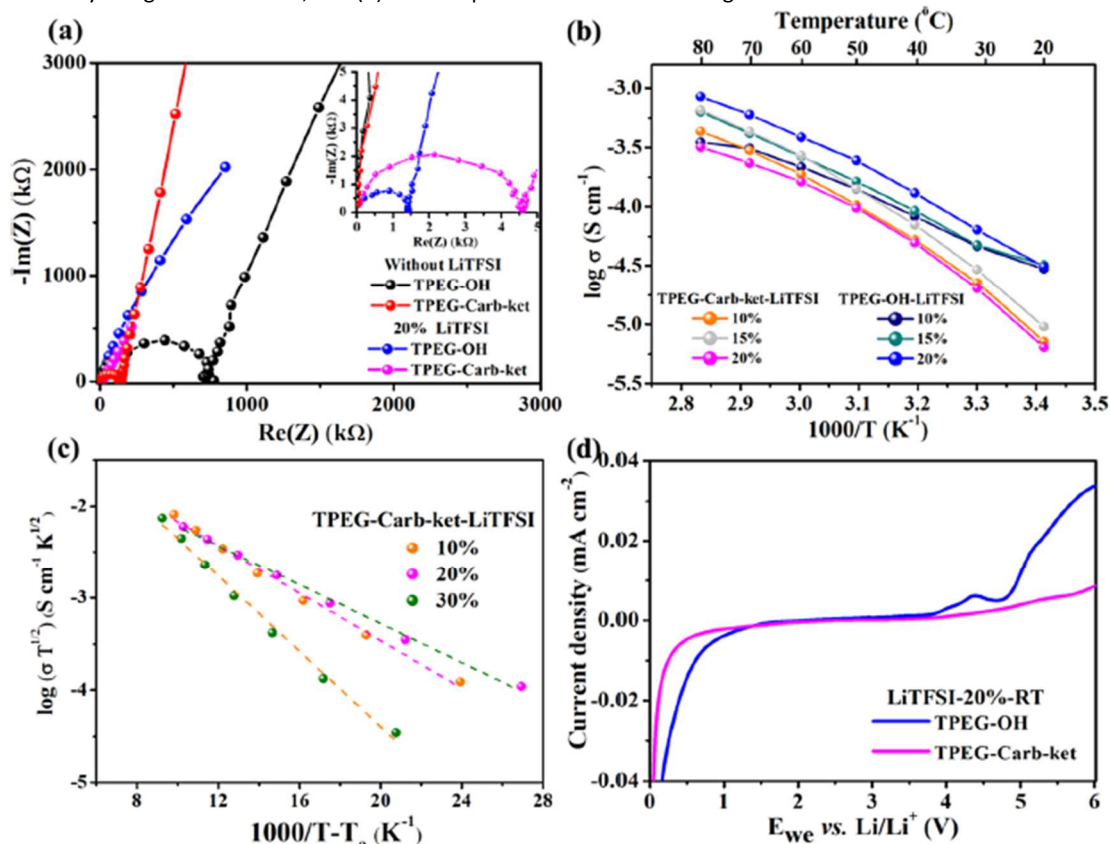 (a)
3000
2000
1000
0
-Im(Z) (kΩ)
0 1000 2000 3000
Re(Z) (kΩ)
5
4
3
2
1
0
-Im(Z) (kΩ)
0 1 2 3 4 5
Re(Z) (kΩ)
Without LiTFSI
TPEG-OH
TPEG-Carb-ket
20% LiTFSI
TPEG-OH
TPEG-Carb-ket
(b)
Temperature (°C)
80 70 60 50 40 30 20
-3.0
-3.5
-4.0
-4.5
-5.0
-5.5
log σ (S cm⁻¹)
TPEG-Carb-ket-LiTFSI
10%
15%
20%
TPEG-OH-LiTFSI
10%
15%
20%
2.8 2.9 3.0 3.1 3.2 3.3 3.4 3.5
1000/T (K⁻¹)
(c)
-1
-2
-3
-4
-5
log (σ T^1/2) (S cm⁻¹ K^1/2)
TPEG-Carb-ket-LiTFSI
10%
20%
30%
8 12 16 20 24 28
1000/T-Tₒ (K⁻¹)
(d)
0.04
0.02
0.00
-0.02
-0.04
Current density (mA cm⁻²)
LiTFSI-20%-RT
TPEG-OH
TPEG-Carb-ket
0 1 2 3 4 5 6
E_we vs. Li/Li⁺ (V)